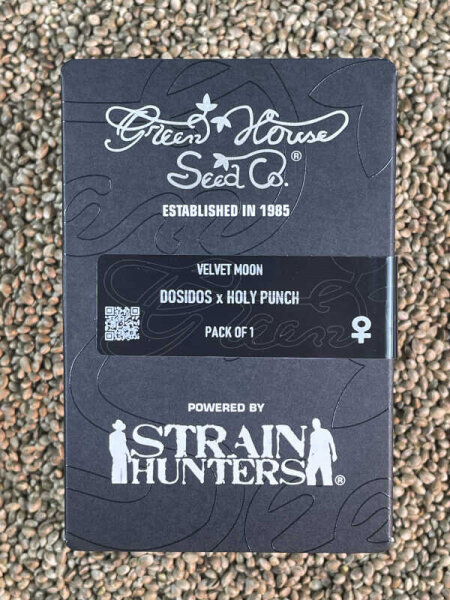 Green House
Seed Co.®
ESTABLISHED IN 1985
VELVET MOON
DOSIDOS x HOLY PUNCH
PACK OF 1
♀
POWERED BY
STRAIN
HUNTERS®